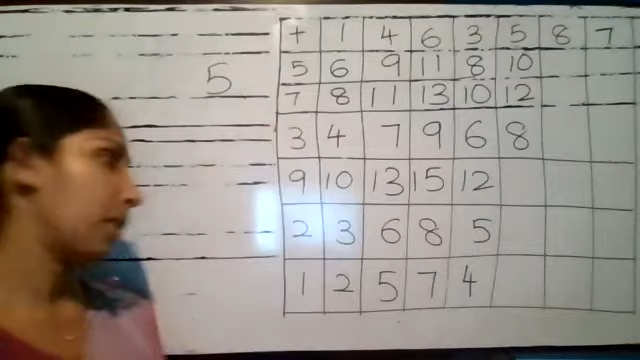 5
+ 1 4 6 3 5 8 7
5 6 9 11 8 10
7 8 11 13 10 12
3 4 7 9 6 8
9 10 13 15 12
2 3 6 8 5
1 2 5 7 4